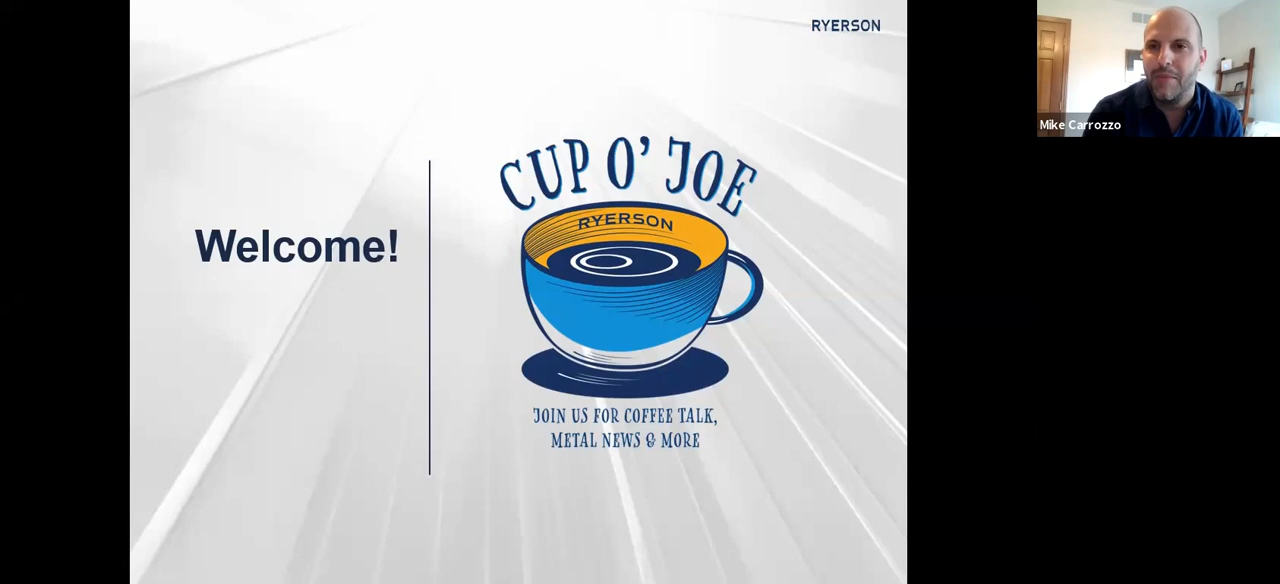 RYERSON
Mike Carrozzo
Welcome!
CUP O' JOE
RYERSON
JOIN US FOR COFFEE TALK,
METAL NEWS & MORE